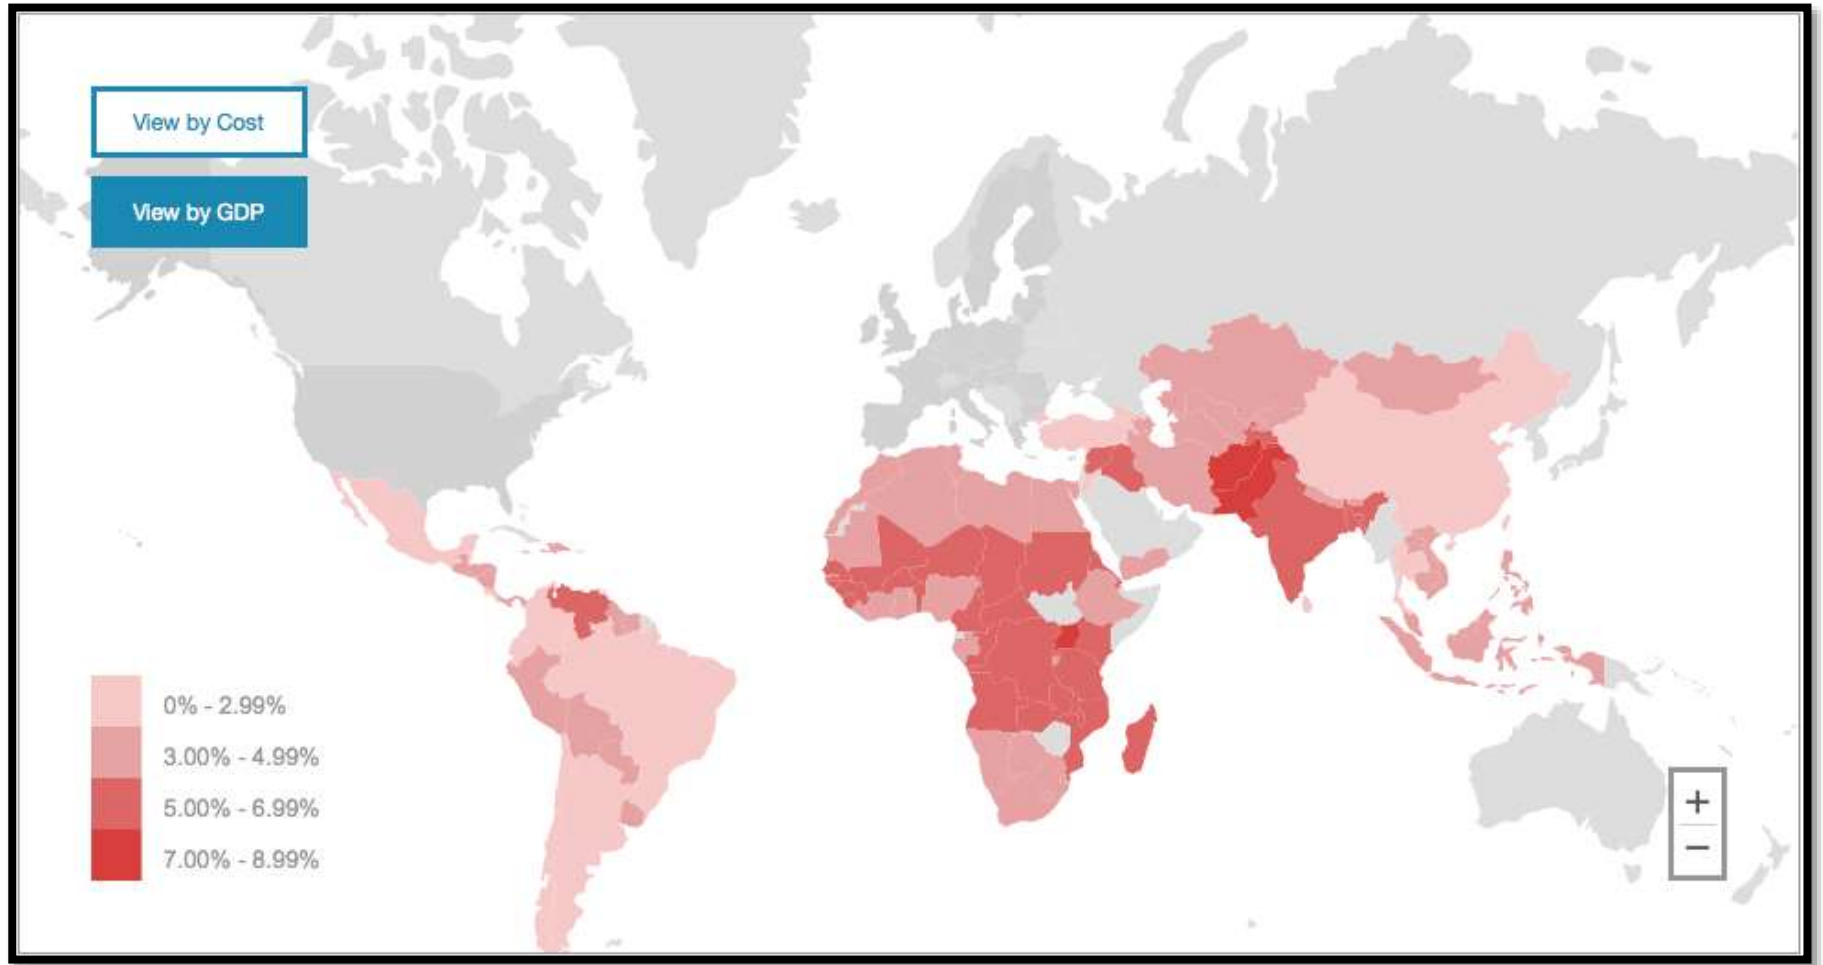 View by Cost
View by GDP
0% - 2.99%
3.00% - 4.99%
5.00% - 6.99%
7.00% - 8.99%
+
−